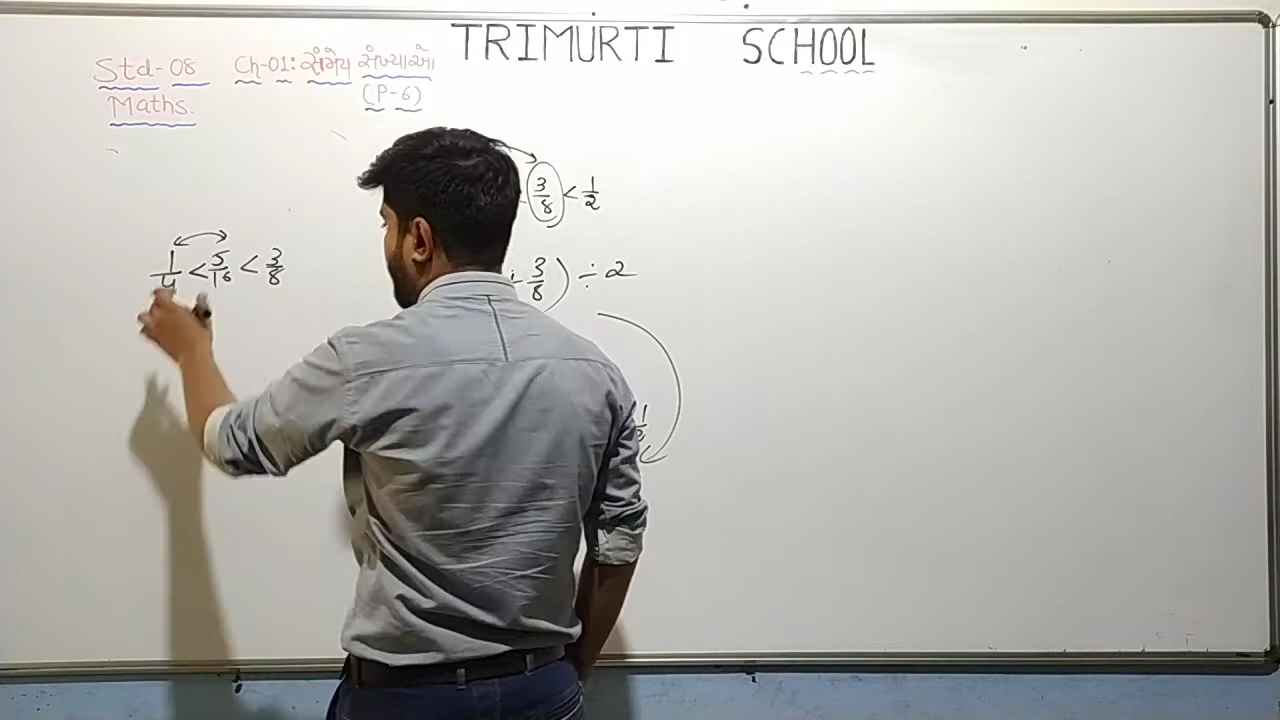 TRIMURTI SCHOOL
Std-08 Ch-01: સંમેય સંખ્યાઓ
Maths. (P-6)
3/8 < 1/2
1/4 < 5/16 < 3/8
3/8) ÷ 2